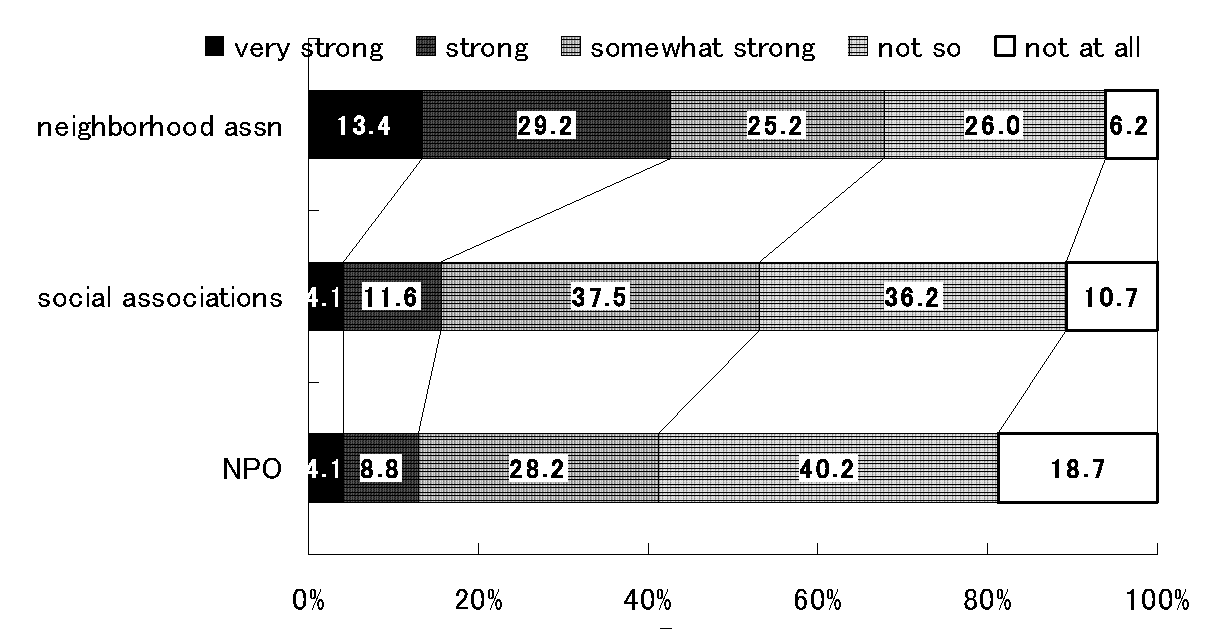 very strong strong somewhat strong not so not at all
neighborhood assn 13.4 29.2 25.2 26.0 6.2
social associations 4.1 11.6 37.5 36.2 10.7
NPO 4.1 8.8 28.2 40.2 18.7
0% 20% 40% 60% 80% 100%